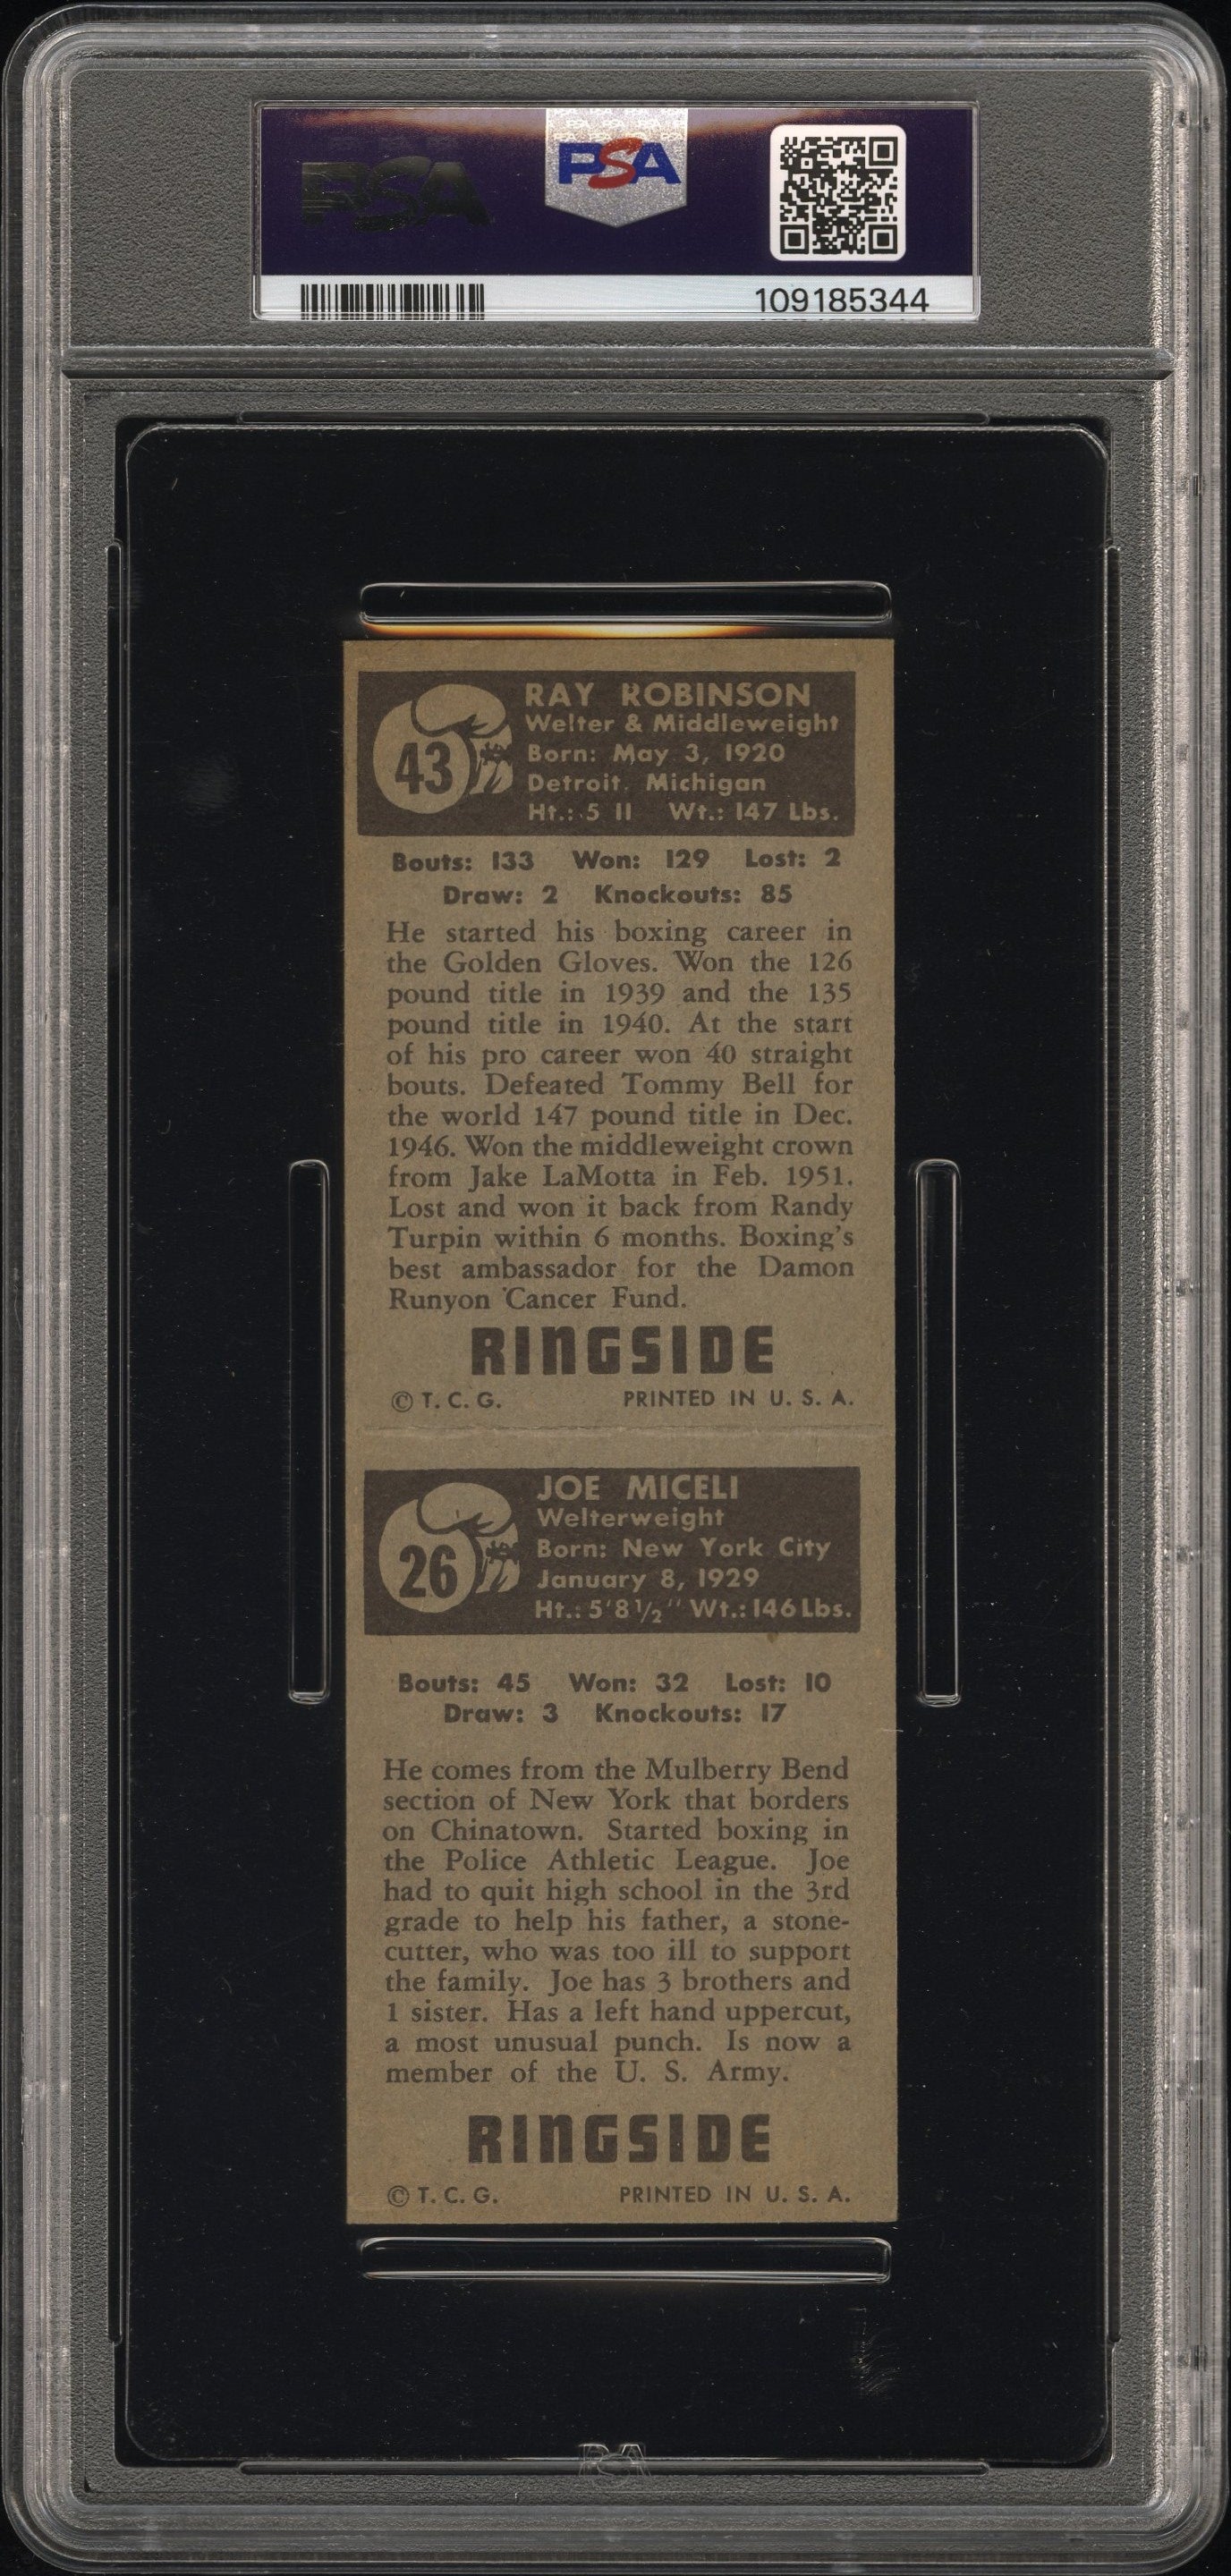 PSA
PSA
109185344
43
RAY ROBINSON
Welter & Middleweight
Born: May 3, 1920
Detroit. Michigan
Ht.: 5 11 Wt.: 147 Lbs.
Bouts: 133 Won: 129 Lost: 2
Draw: 2 Knockouts: 85
He started his boxing career in
the Golden Gloves. Won the 126
pound title in 1939 and the 135
pound title in 1940. At the start
of his pro career won 40 straight
bouts. Defeated Tommy Bell for
the world 147 pound title in Dec.
1946. Won the middleweight crown
from Jake LaMotta in Feb. 1951.
Lost and won it back from Randy
Turpin within 6 months. Boxing's
best ambassador for the Damon
Runyon Cancer Fund.
RINGSIDE
© T. C. G. PRINTED IN U. S. A.
26
JOE MICELI
Welterweight
Born: New York City
January 8, 1929
Ht.: 5'8½" Wt.: 146 Lbs.
Bouts: 45 Won: 32 Lost: 10
Draw: 3 Knockouts: 17
He comes from the Mulberry Bend
section of New York that borders
on Chinatown. Started boxing in
the Police Athletic League. Joe
had to quit high school in the 3rd
grade to help his father, a stone-
cutter, who was too ill to support
the family. Joe has 3 brothers and
1 sister. Has a left hand uppercut,
a most unusual punch. Is now a
member of the U. S. Army.
RINGSIDE
© T. C. G. PRINTED IN U. S. A.
PSA